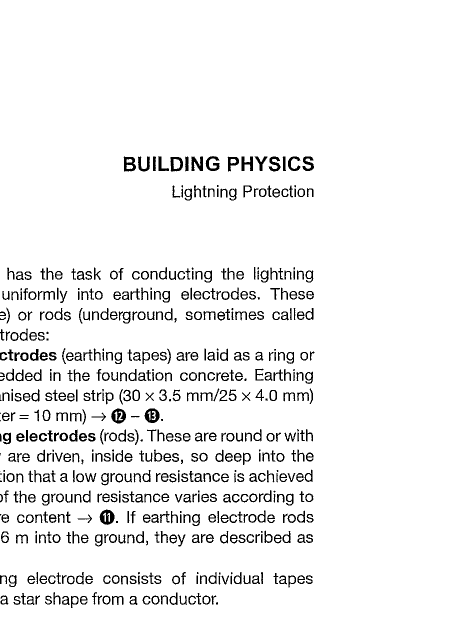 BUILDING PHYSICS
Lightning Protection
has the task of conducting the lightning
uniformly into earthing electrodes. These
e) or rods (underground, sometimes called
trodes:
ctrodes (earthing tapes) are laid as a ring or
edded in the foundation concrete. Earthing
anised steel strip (30 × 3.5 mm/25 × 4.0 mm)
ter = 10 mm) → ⓬ – ⓭.
ng electrodes (rods). These are round or with
are driven, inside tubes, so deep into the
tion that a low ground resistance is achieved
of the ground resistance varies according to
re content → ⓫. If earthing electrode rods
6 m into the ground, they are described as
ng electrode consists of individual tapes
a star shape from a conductor.